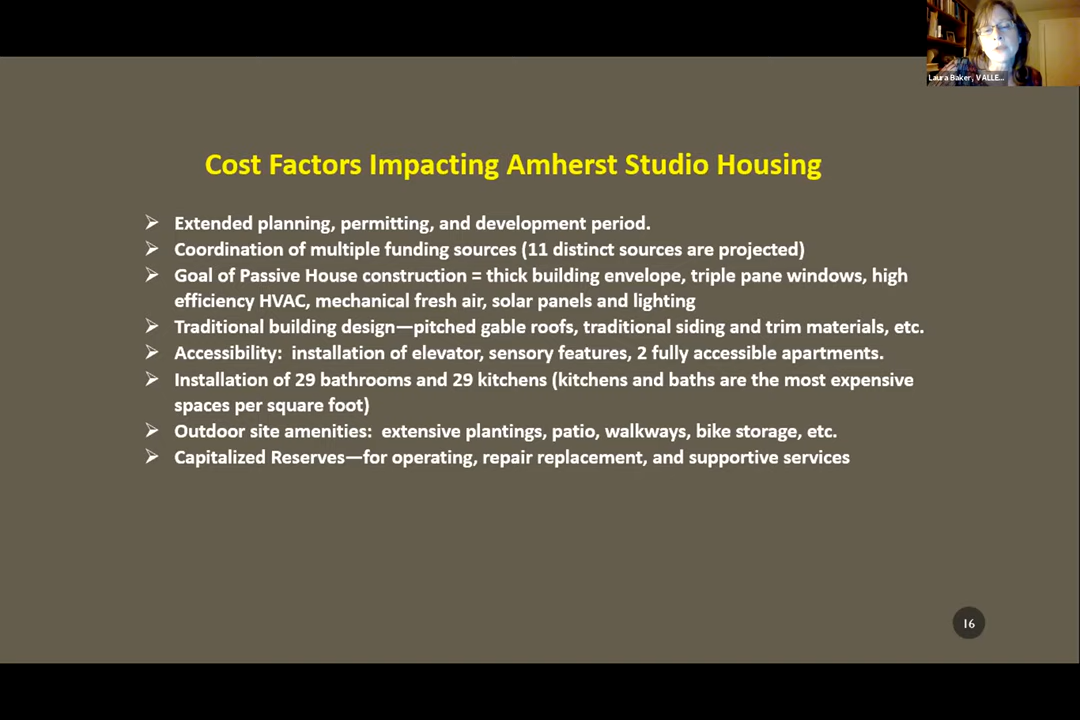 Laura Baker, VALLE...
Cost Factors Impacting Amherst Studio Housing
Extended planning, permitting, and development period.
Coordination of multiple funding sources (11 distinct sources are projected)
Goal of Passive House construction = thick building envelope, triple pane windows, high
efficiency HVAC, mechanical fresh air, solar panels and lighting
Traditional building design—pitched gable roofs, traditional siding and trim materials, etc.
Accessibility:  installation of elevator, sensory features, 2 fully accessible apartments.
Installation of 29 bathrooms and 29 kitchens (kitchens and baths are the most expensive
spaces per square foot)
Outdoor site amenities:  extensive plantings, patio, walkways, bike storage, etc.
Capitalized Reserves—for operating, repair replacement, and supportive services
16